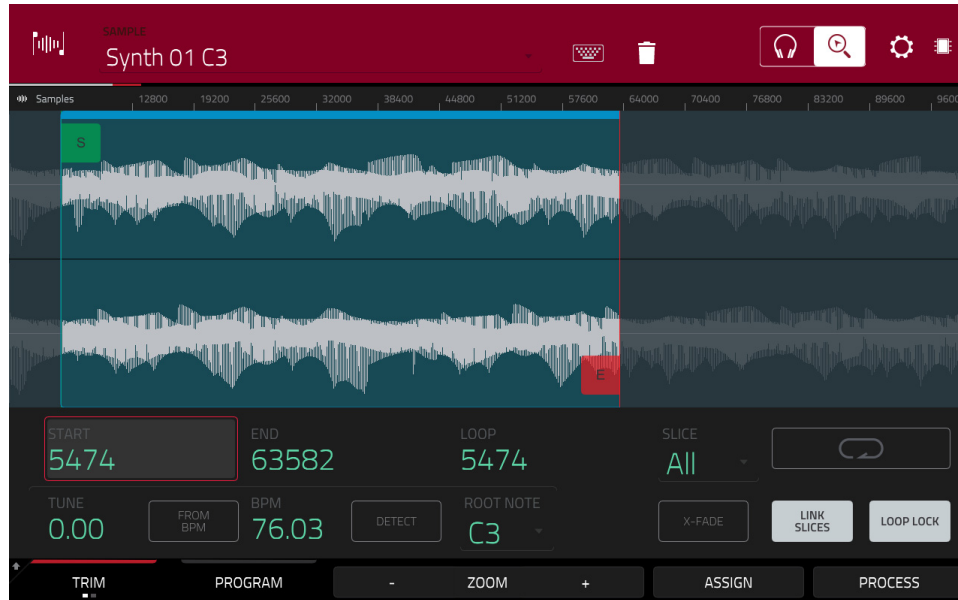 SAMPLE
Synth 01 C3
Samples 12800 19200 25600 32000 38400 44800 51200 57600 64000 70400 76800 83200 89600 9600
S
E
START END LOOP SLICE
5474 63582 5474 All
TUNE FROM BPM BPM DETECT ROOT NOTE X-FADE LINK SLICES LOOP LOCK
0.00 76.03 C3
TRIM PROGRAM - ZOOM + ASSIGN PROCESS